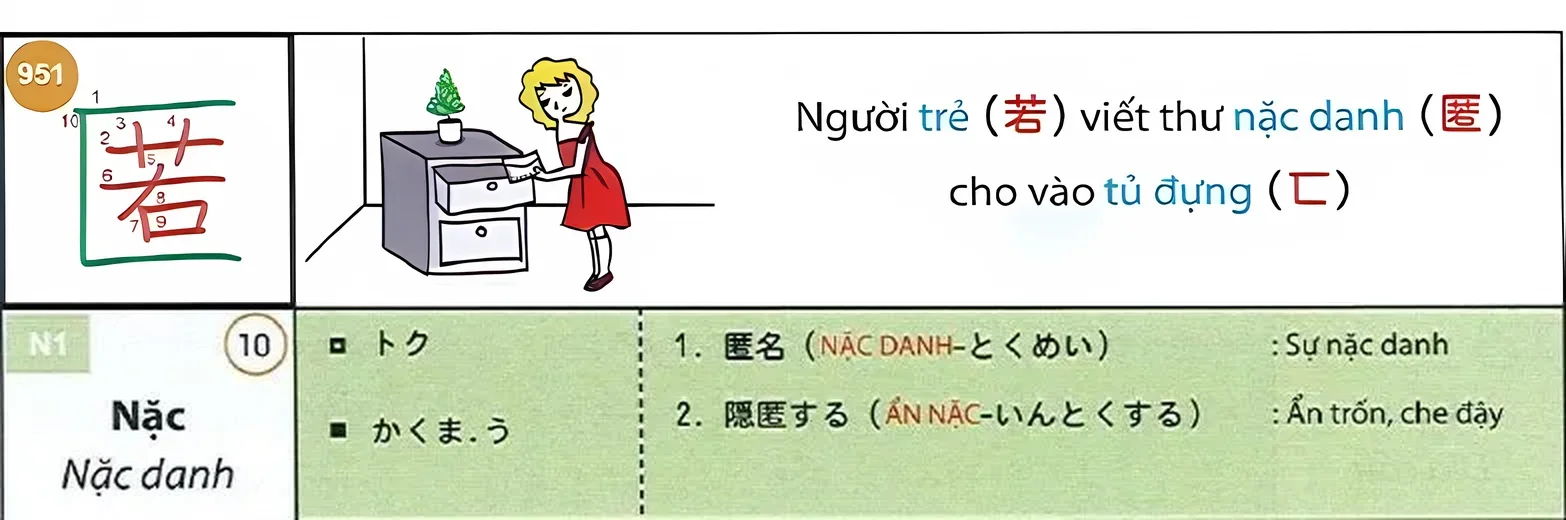 951
1
10
2
3
4
5
6
7
8
9
匿
Người trẻ (若) viết thư nặc danh (匿)
cho vào tủ đựng (匚)
N1
10
Nặc
Nặc danh
トク
かくま.う
1. 匿名 (NẶC DANH-とくめい) : Sự nặc danh
2. 隠匿する (ẨN NẶC-いんとくする) : Ẩn trốn, che đậy